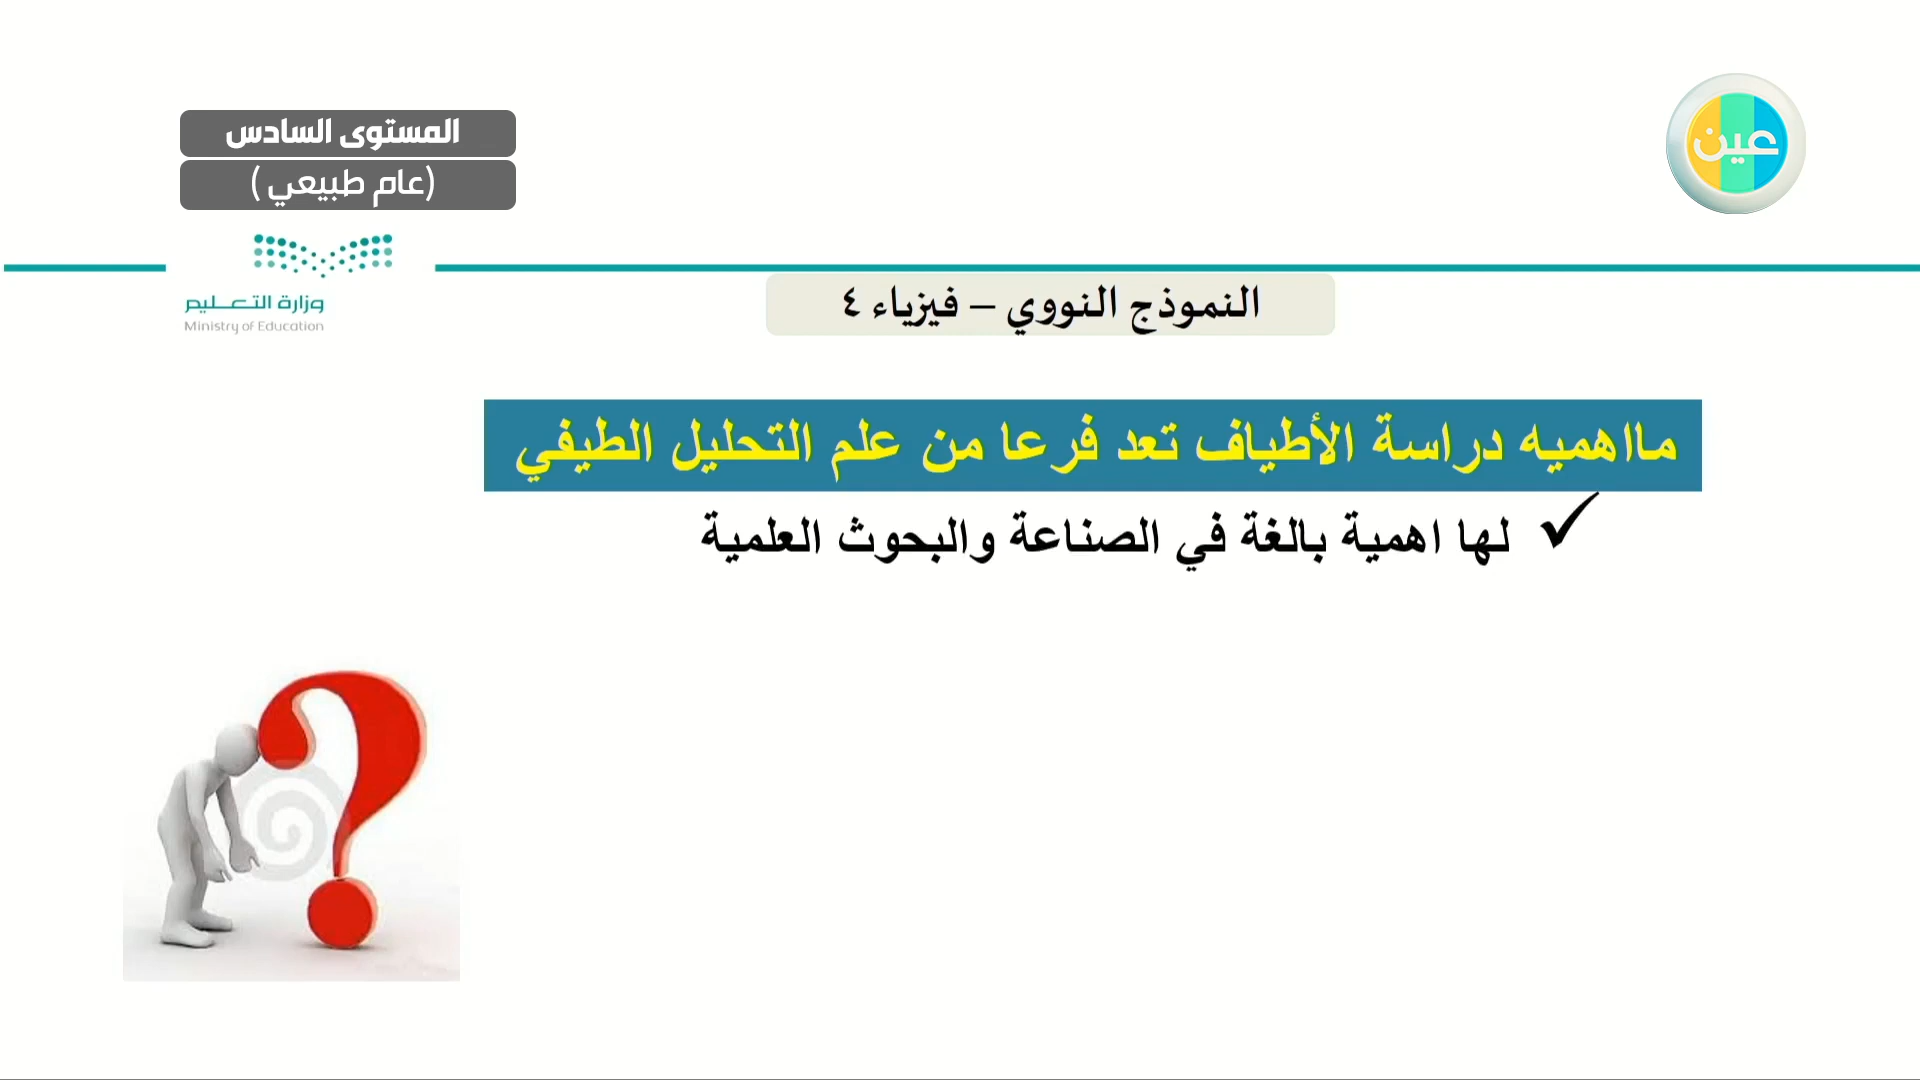 المستوى السادس
(عام طبيعي )
عين
وزارة التعليم
Ministry of Education
النموذج النووي – فيزياء ٤
مااهميه دراسة الأطياف تعد فرعا من علم التحليل الطيفي
✓ لها اهمية بالغة في الصناعة والبحوث العلمية